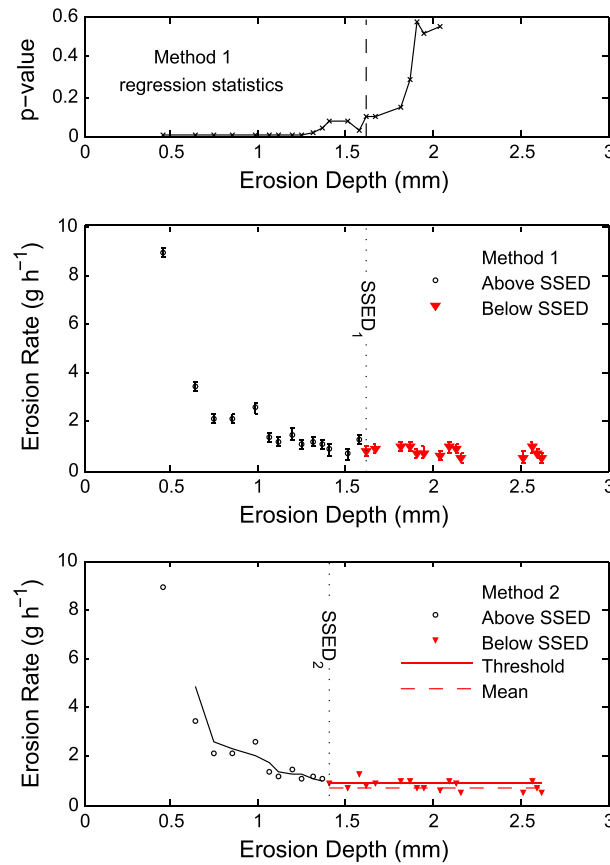 p−value
0.6
0.4
0.2
0
Method 1
regression statistics
0
0.5
1
1.5
2
2.5
3
Erosion Depth (mm)
Erosion Rate (g h⁻¹)
10
8
6
4
2
0
SSED₁
Method 1
Above SSED
Below SSED
0
0.5
1
1.5
2
2.5
3
Erosion Depth (mm)
Erosion Rate (g h⁻¹)
10
8
6
4
2
0
SSED₂
Method 2
Above SSED
Below SSED
Threshold
Mean
0
0.5
1
1.5
2
2.5
3
Erosion Depth (mm)